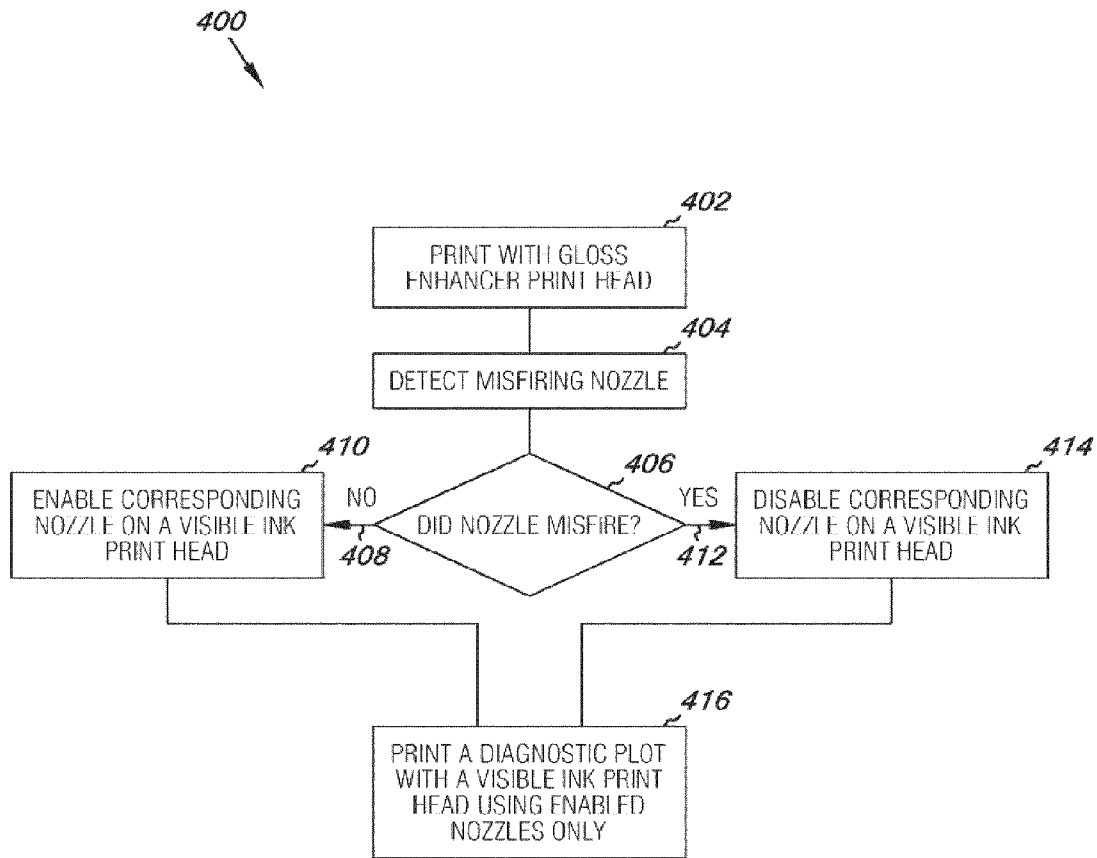 400
402
PRINT WITH GLOSS
ENHANCER PRINT HEAD
404
DETECT MISFIRING NOZZLE
406
DID NOZZLE MISFIRE?
NO
408
YES
412
410
ENABLE CORRESPONDING
NOZZLE ON A VISIBLE INK
PRINT HEAD
414
DISABLE CORRESPONDING
NOZZLE ON A VISIBLE INK
PRINT HEAD
416
PRINT A DIAGNOSTIC PLOT
WITH A VISIBLE INK PRINT
HEAD USING ENABLED
NOZZLES ONLY